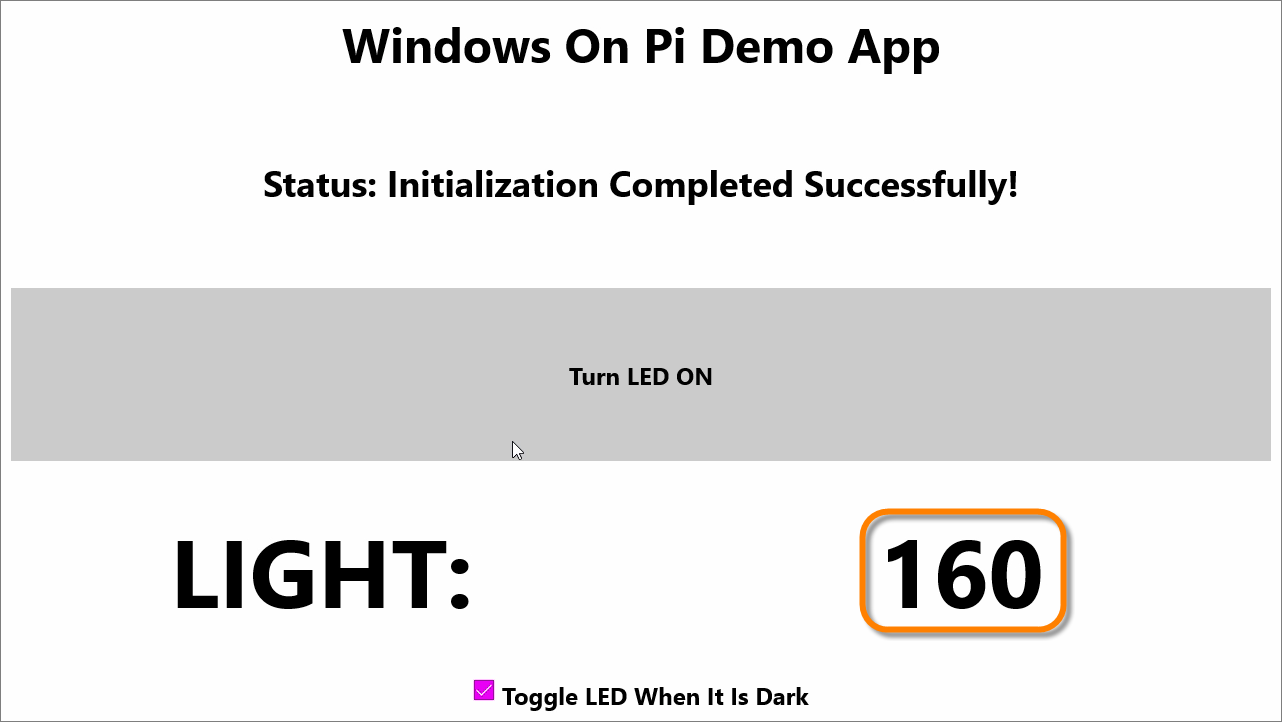 Windows On Pi Demo App
Status: Initialization Completed Successfully!
Turn LED ON
LIGHT: 160
Toggle LED When It Is Dark